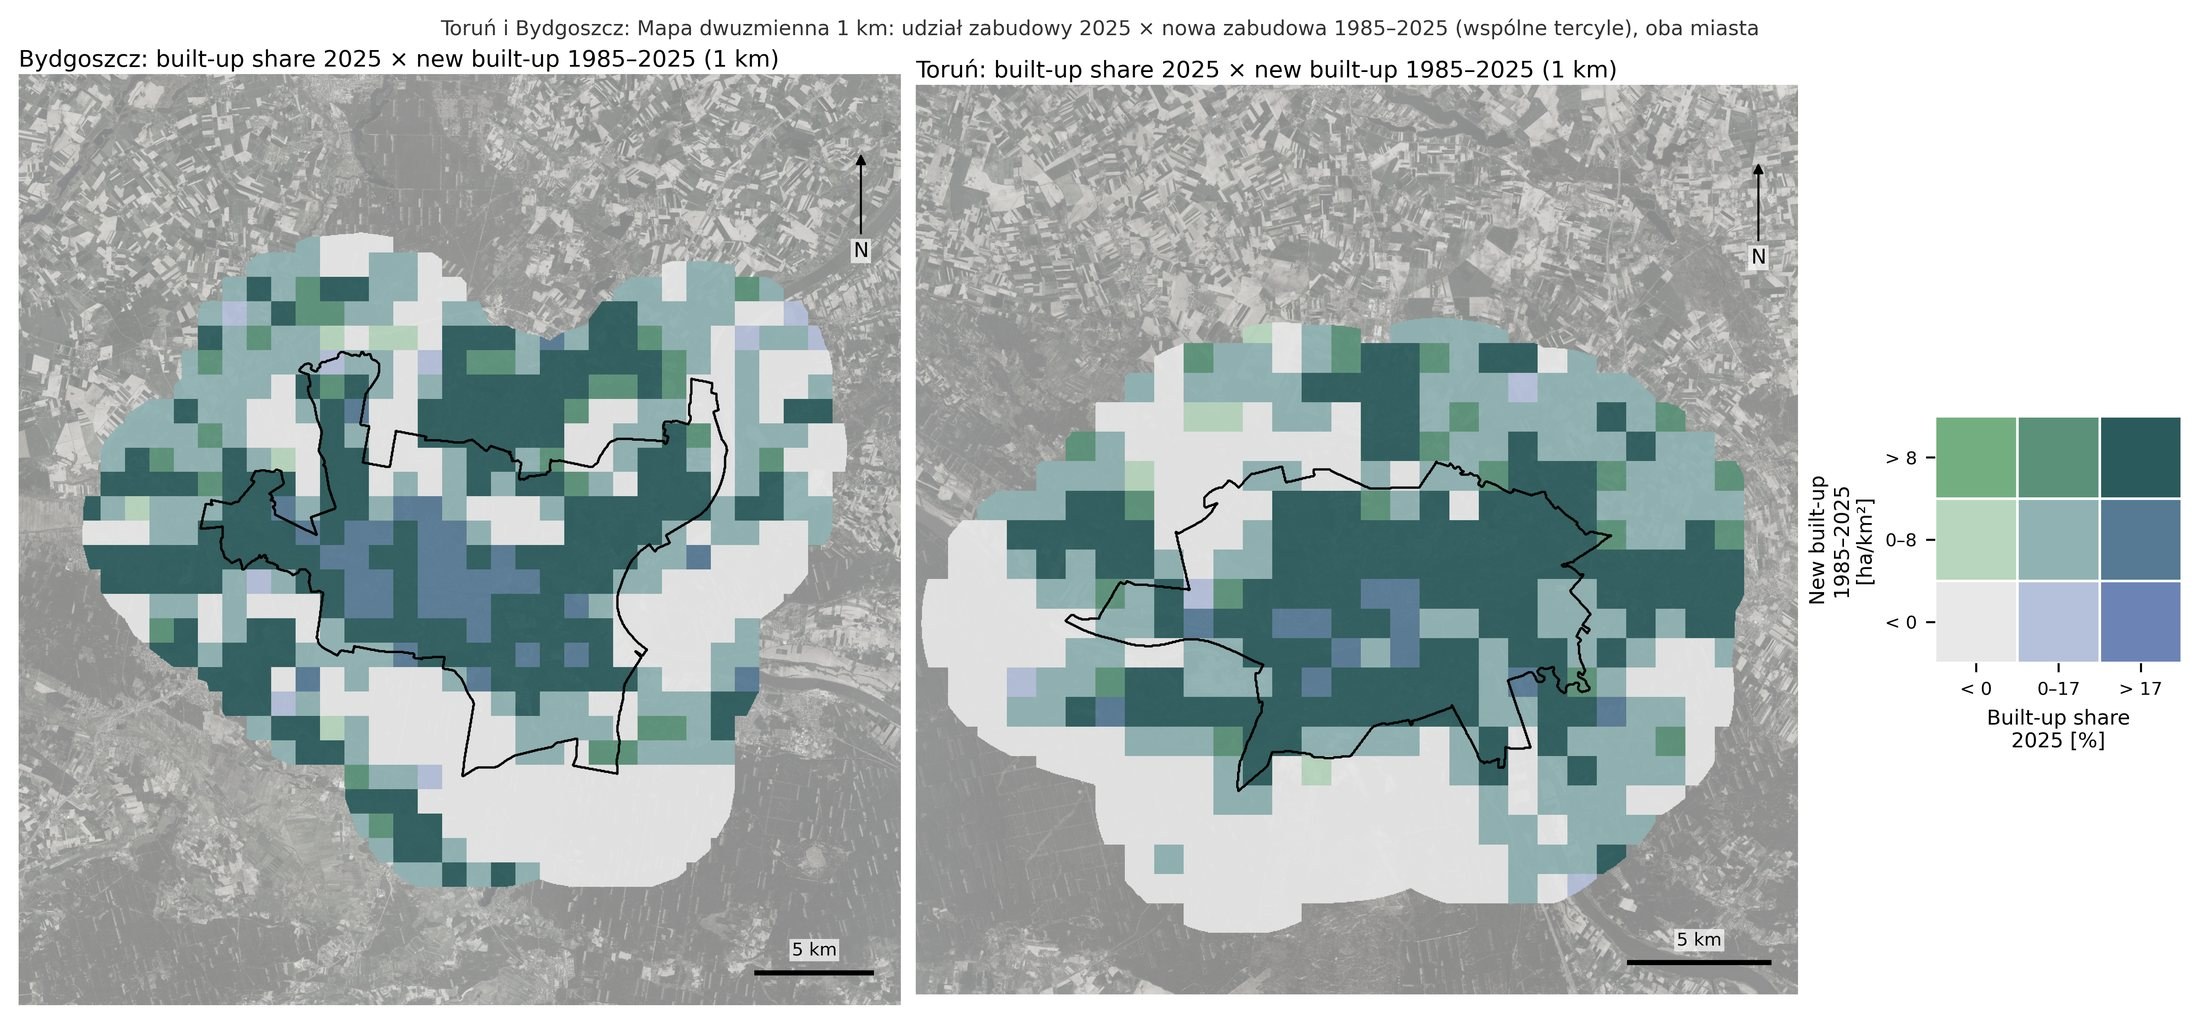 Toruń i Bydgoszcz: Mapa dwuzmienna 1 km: udział zabudowy 2025 × nowa zabudowa 1985–2025 (wspólne tercyle), oba miasta
Bydgoszcz: built-up share 2025 × new built-up 1985–2025 (1 km)
Toruń: built-up share 2025 × new built-up 1985–2025 (1 km)
N
N
5 km
5 km
New built-up
1985–2025
[ha/km²]
> 8
0–8
< 0
< 0
0–17
> 17
Built-up share
2025 [%]